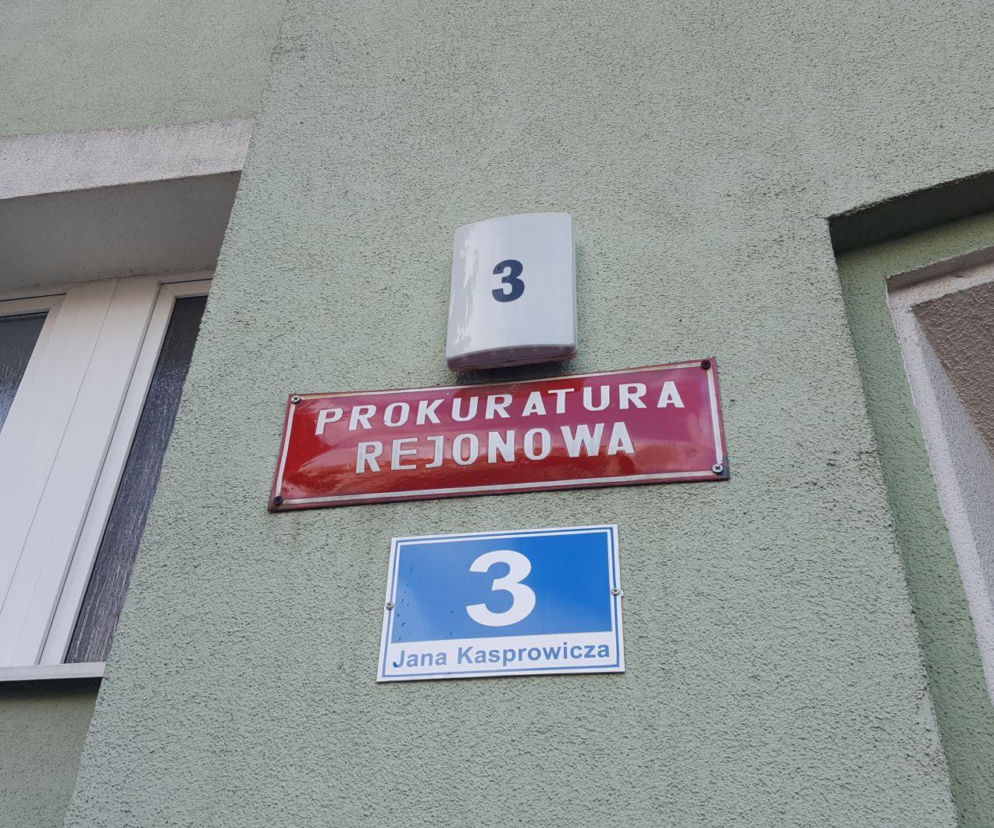 3
PROKURATURA
REJONOWA
3
Jana Kasprowicza